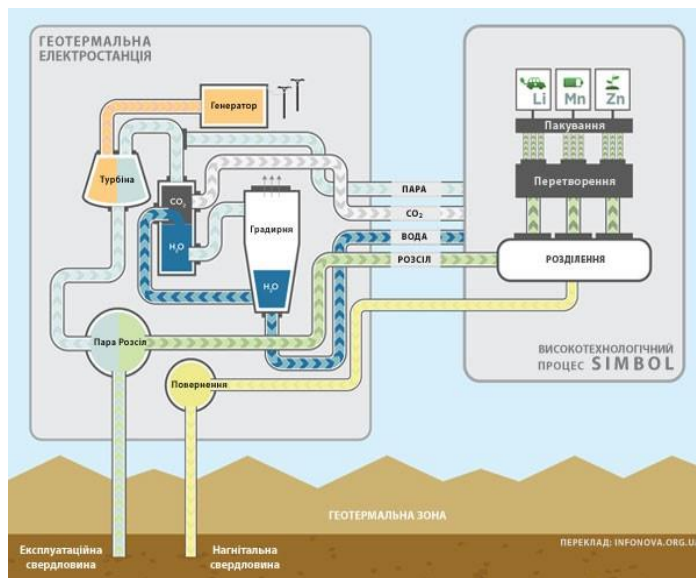 ГЕОТЕРМАЛЬНА
ЕЛЕКТРОСТАНЦІЯ
Генератор
Турбіна
CO₂
H₂O
Градирня
H₂O
Пара Розсіл
Повернення
ПАРА
CO₂
ВОДА
РОЗСІЛ
Li
Mn
Zn
Пакування
Перетворення
РОЗДІЛЕННЯ
ВИСОКОТЕХНОЛОГІЧНИЙ
ПРОЦЕС SIMBOL
ГЕОТЕРМАЛЬНА ЗОНА
Експлуатаційна
свердловина
Нагнітальна
свердловина
ПЕРЕКЛАД: INFONOVA.ORG.U